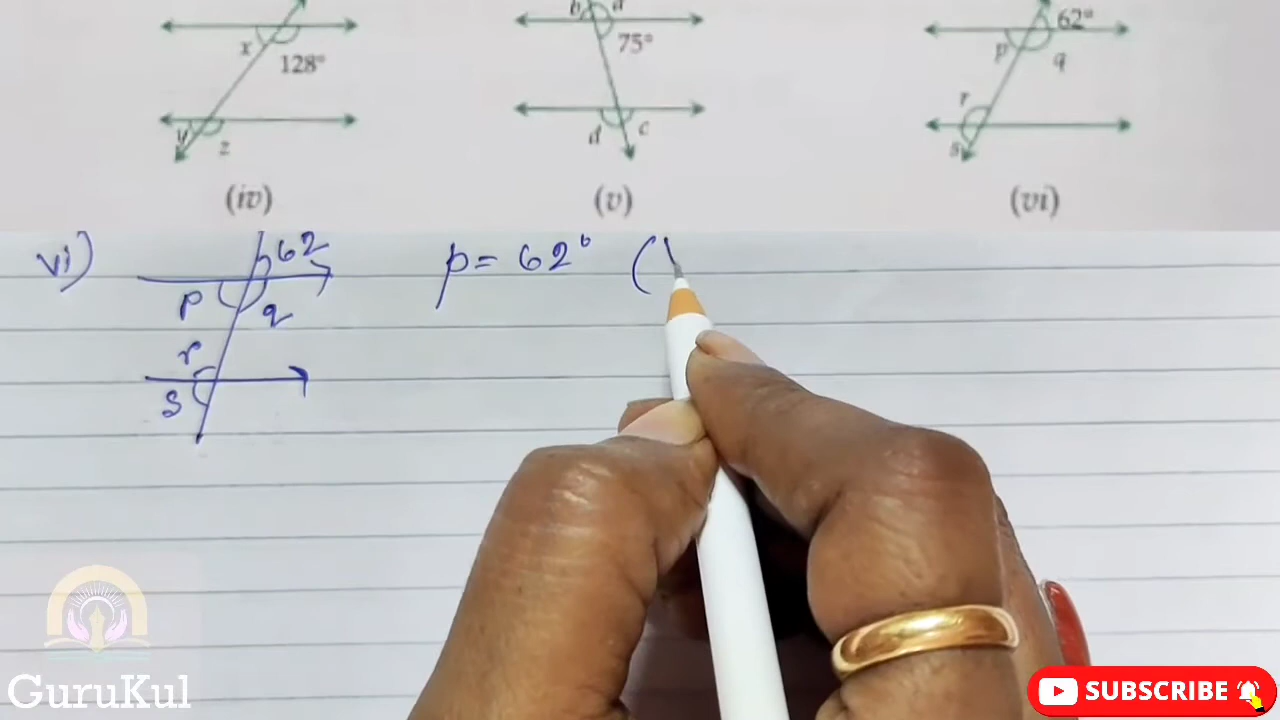 b a
62°
x
128°
75°
p
q
r
y
z
d
c
s
(iv)
(v)
(vi)
vi)
62
p = 62° (
p
q
r
s
GuruKul
SUBSCRIBE